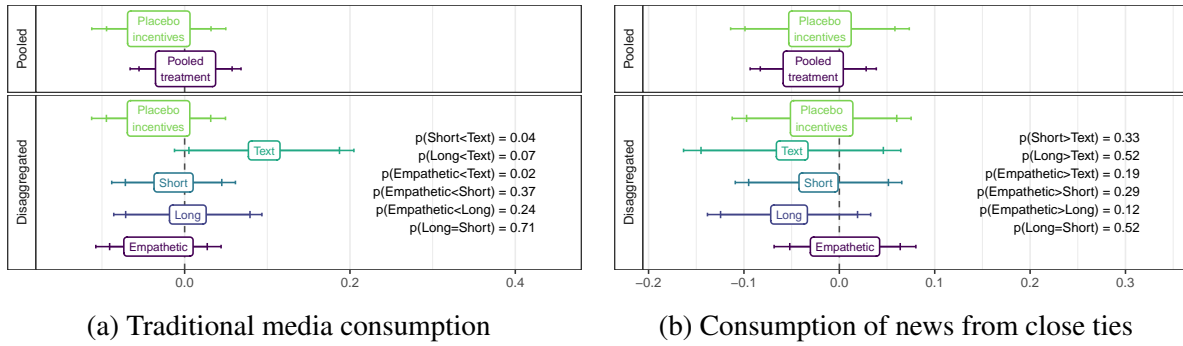 Pooled
Placebo
incentives
Pooled
treatment
Disaggregated
Placebo
incentives
Text
Short
Long
Empathetic
p(Short<Text) = 0.04
p(Long<Text) = 0.07
p(Empathetic<Text) = 0.02
p(Empathetic<Short) = 0.37
p(Empathetic<Long) = 0.24
p(Long=Short) = 0.71
0.0 0.2 0.4
(a) Traditional media consumption
Pooled
Placebo
incentives
Pooled
treatment
Disaggregated
Placebo
incentives
Text
Short
Long
Empathetic
p(Short>Text) = 0.33
p(Long>Text) = 0.52
p(Empathetic>Text) = 0.19
p(Empathetic>Short) = 0.29
p(Empathetic>Long) = 0.12
p(Long=Short) = 0.52
−0.2 −0.1 0.0 0.1 0.2 0.3
(b) Consumption of news from close ties